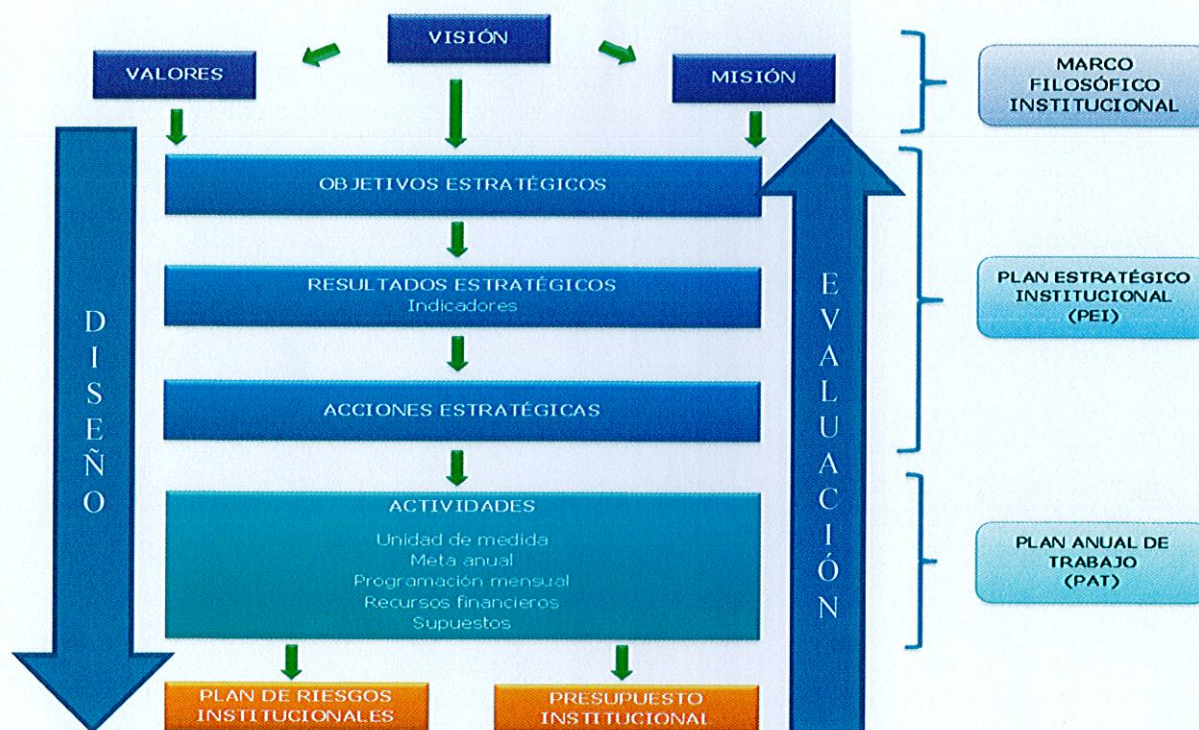 VISIÓN
VALORES
MISIÓN
MARCO
FILOSÓFICO
INSTITUCIONAL
OBJETIVOS ESTRATÉGICOS
RESULTADOS ESTRATÉGICOS
Indicadores
PLAN ESTRATÉGICO
INSTITUCIONAL
(PEI)
ACCIONES ESTRATÉGICAS
DISEÑO
EVALUACIÓN
ACTIVIDADES
Unidad de medida
Meta anual
Programación mensual
Recursos financieros
Supuestos
PLAN ANUAL DE
TRABAJO
(PAT)
PLAN DE RIESGOS
INSTITUCIONALES
PRESUPUESTO
INSTITUCIONAL